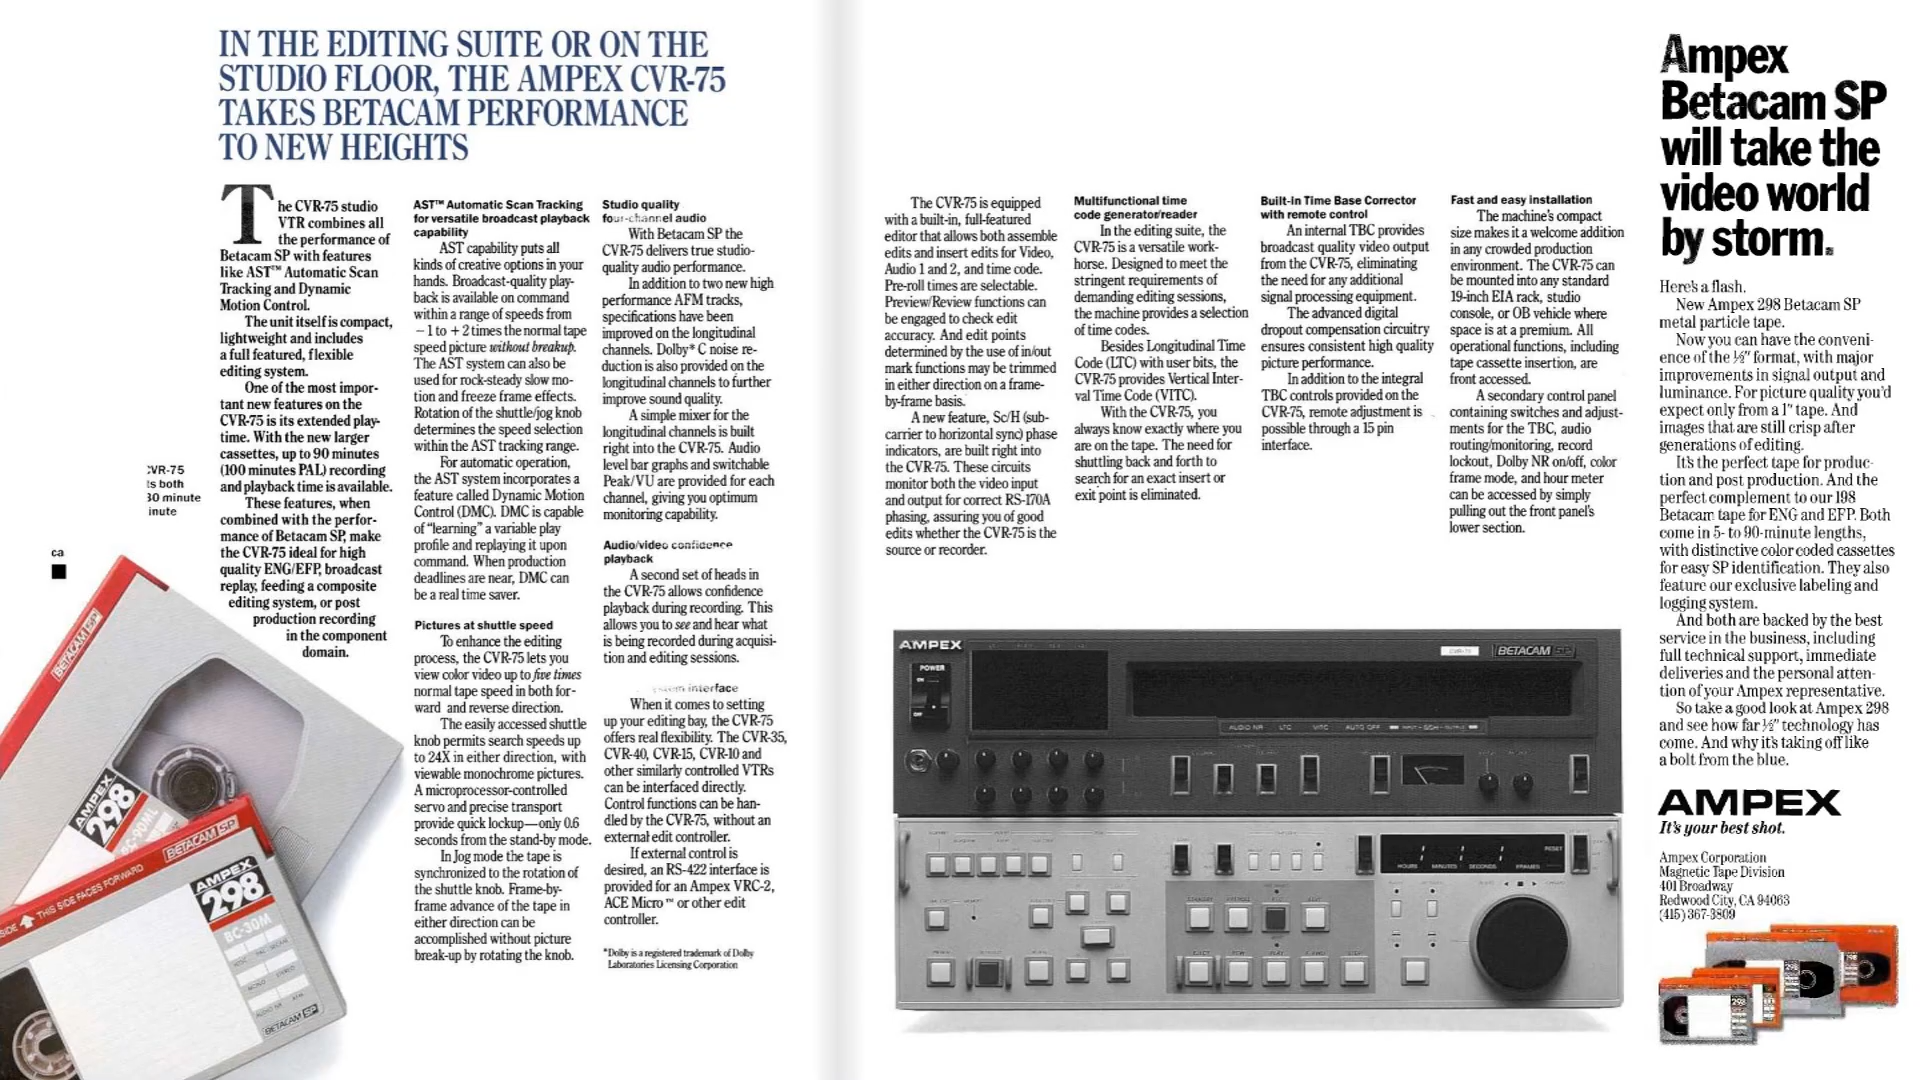 IN THE EDITING SUITE OR ON THE
STUDIO FLOOR, THE AMPEX CVR-75
TAKES BETACAM PERFORMANCE
TO NEW HEIGHTS
The CVR-75 studio
VTR combines all
the performance of
Betacam SP with features
like AST™ Automatic Scan
Tracking and Dynamic
Motion Control.
The unit itself is compact,
lightweight and includes
a full featured, flexible
editing system.
One of the most impor-
tant new features on the
CVR-75 is its extended play-
time. With the new larger
cassettes, up to 90 minutes
(100 minutes PAL) recording
and playback time is available.
These features, when
combined with the perfor-
mance of Betacam SP, make
the CVR-75 ideal for high
quality ENG/EFP, broadcast
replay, feeding a composite
editing system, or post
production recording
in the component
domain.
VR-75
s both
30 minute
inute
ca
BETACAM SP
AMPEX
298
BC-90ML
BETACAM SP
THIS SIDE FACES FORWARD
SIDE
AMPEX
298
BC-30M
BETACAM SP
AST™ Automatic Scan Tracking
for versatile broadcast playback
capability
AST capability puts all
kinds of creative options in your
hands. Broadcast-quality play-
back is available on command
within a range of speeds from
−1 to +2 times the normal tape
speed picture without breakup.
The AST system can also be
used for rock-steady slow mo-
tion and freeze frame effects.
Rotation of the shuttle/jog knob
determines the speed selection
within the AST tracking range.
For automatic operation,
the AST system incorporates a
feature called Dynamic Motion
Control (DMC). DMC is capable
of “learning” a variable play
profile and replaying it upon
command. When production
deadlines are near, DMC can
be a real time saver.
Pictures at shuttle speed
To enhance the editing
process, the CVR-75 lets you
view color video up to five times
normal tape speed in both for-
ward and reverse direction.
The easily accessed shuttle
knob permits search speeds up
to 24X in either direction, with
viewable monochrome pictures.
A microprocessor-controlled
servo and precise transport
provide quick lockup—only 0.6
seconds from the stand-by mode.
In Jog mode the tape is
synchronized to the rotation of
the shuttle knob. Frame-by-
frame advance of the tape in
either direction can be
accomplished without picture
break-up by rotating the knob.
Studio quality
four-channel audio
With Betacam SP the
CVR-75 delivers true studio-
quality audio performance.
In addition to two new high
performance AFM tracks,
specifications have been
improved on the longitudinal
channels. Dolby* C noise re-
duction is also provided on the
longitudinal channels to further
improve sound quality.
A simple mixer for the
longitudinal channels is built
right into the CVR-75. Audio
level bar graphs and switchable
Peak/VU are provided for each
channel, giving you optimum
monitoring capability.
Audio/video confidence
playback
A second set of heads in
the CVR-75 allows confidence
playback during recording. This
allows you to see and hear what
is being recorded during acquisi-
tion and editing sessions.
interface
When it comes to setting
up your editing bay, the CVR-75
offers real flexibility. The CVR-35,
CVR-40, CVR-15, CVR-10 and
other similarly controlled VTRs
can be interfaced directly.
Control functions can be han-
dled by the CVR-75, without an
external edit controller.
If external control is
desired, an RS-422 interface is
provided for an Ampex VRC-2,
ACE Micro™ or other edit
controller.
*Dolby is a registered trademark of Dolby
Laboratories Licensing Corporation
The CVR-75 is equipped
with a built-in, full-featured
editor that allows both assemble
edits and insert edits for Video,
Audio 1 and 2, and time code.
Pre-roll times are selectable.
Preview/Review functions can
be engaged to check edit
accuracy. And edit points
determined by the use of in/out
mark functions may be trimmed
in either direction on a frame-
by-frame basis.
A new feature, Sc/H (sub-
carrier to horizontal sync) phase
indicators, are built right into
the CVR-75. These circuits
monitor both the video input
and output for correct RS-170A
phasing, assuring you of good
edits whether the CVR-75 is the
source or recorder.
Multifunctional time
code generator/reader
In the editing suite, the
CVR-75 is a versatile work-
horse. Designed to meet the
stringent requirements of
demanding editing sessions,
the machine provides a selection
of time codes.
Besides Longitudinal Time
Code (LTC) with user bits, the
CVR-75 provides Vertical Inter-
val Time Code (VITC).
With the CVR-75, you
always know exactly where you
are on the tape. The need for
shuttling back and forth to
search for an exact insert or
exit point is eliminated.
Built-in Time Base Corrector
with remote control
An internal TBC provides
broadcast quality video output
from the CVR-75, eliminating
the need for any additional
signal processing equipment.
The advanced digital
dropout compensation circuitry
ensures consistent high quality
picture performance.
In addition to the integral
TBC controls provided on the
CVR-75, remote adjustment is
possible through a 15 pin
interface.
Fast and easy installation
The machine's compact
size makes it a welcome addition
in any crowded production
environment. The CVR-75 can
be mounted into any standard
19-inch EIA rack, studio
console, or OB vehicle where
space is at a premium. All
operational functions, including
tape cassette insertion, are
front accessed.
A secondary control panel
containing switches and adjust-
ments for the TBC, audio
routing/monitoring, record
lockout, Dolby NR on/off, color
frame mode, and hour meter
can be accessed by simply
pulling out the front panel's
lower section.
AMPEX
POWER
ON
OFF
BETACAM SP
AUDIO NR LTC VITC AUTO OFF
HOURS MINUTES SECONDS FRAMES
RESET
Ampex
Betacam SP
will take the
video world
by storm.
Here's a flash.
New Ampex 298 Betacam SP
metal particle tape.
Now you can have the conveni-
ence of the ½″ format, with major
improvements in signal output and
luminance. For picture quality you'd
expect only from a 1″ tape. And
images that are still crisp after
generations of editing.
It's the perfect tape for produc-
tion and post production. And the
perfect complement to our 198
Betacam tape for ENG and EFP. Both
come in 5- to 90-minute lengths,
with distinctive color coded cassettes
for easy SP identification. They also
feature our exclusive labeling and
logging system.
And both are backed by the best
service in the business, including
full technical support, immediate
deliveries and the personal atten-
tion of your Ampex representative.
So take a good look at Ampex 298
and see how far ½″ technology has
come. And why it's taking off like
a bolt from the blue.
AMPEX
It's your best shot.
Ampex Corporation
Magnetic Tape Division
401 Broadway
Redwood City, CA 94063
(415) 367-3809
298